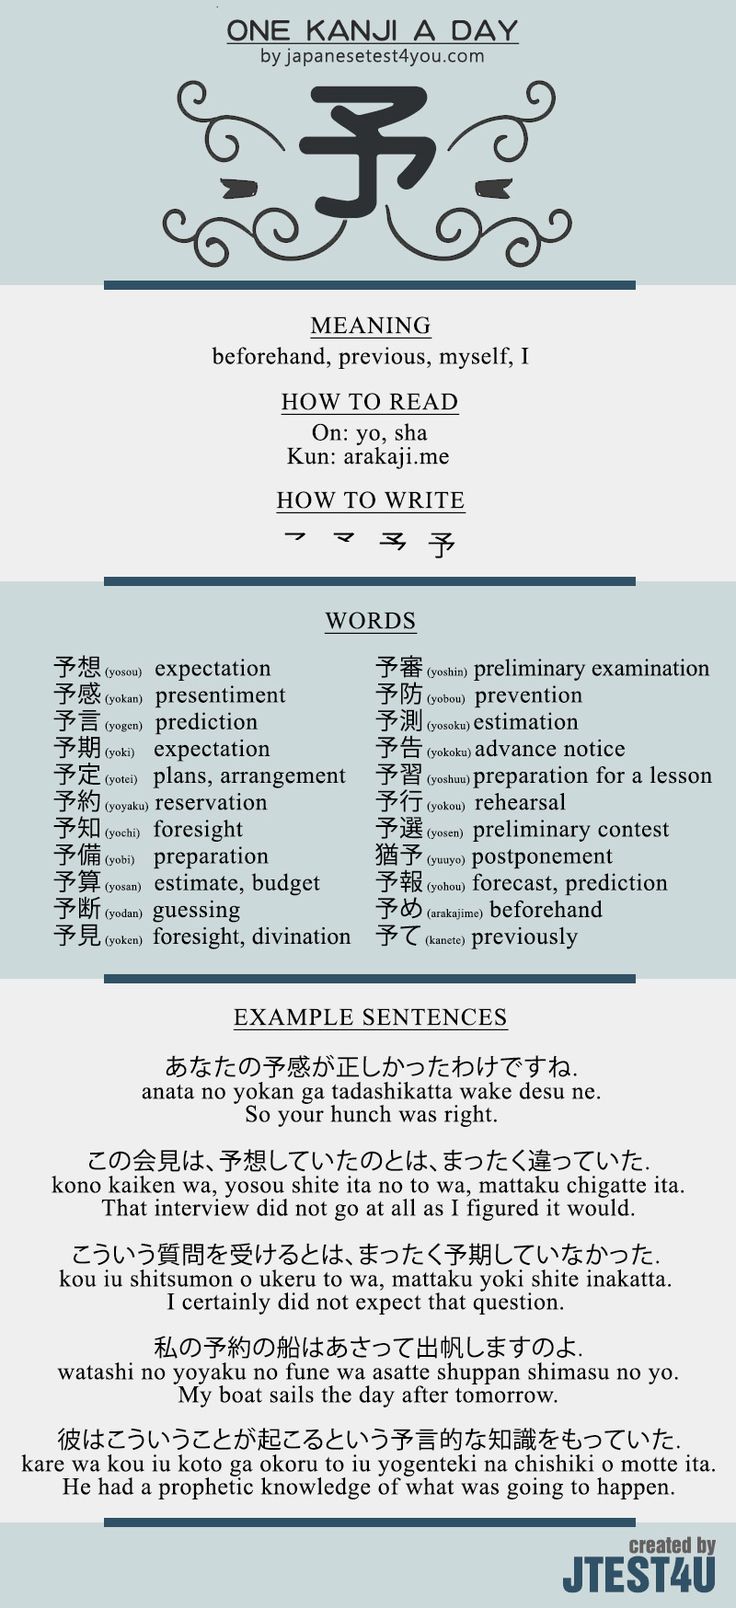 ONE KANJI A DAY
by japanesetest4you.com
予
MEANING
beforehand, previous, myself, I
HOW TO READ
On: yo, sha
Kun: arakaji.me
HOW TO WRITE
予
WORDS
予想 (yosou) expectation
予感 (yokan) presentiment
予言 (yogen) prediction
予期 (yoki) expectation
予定 (yotei) plans, arrangement
予約 (yoyaku) reservation
予知 (yochi) foresight
予備 (yobi) preparation
予算 (yosan) estimate, budget
予断 (yodan) guessing
予見 (yoken) foresight, divination
予審 (yoshin) preliminary examination
予防 (yobou) prevention
予測 (yosoku) estimation
予告 (yokoku) advance notice
予習 (yoshuu) preparation for a lesson
予行 (yokou) rehearsal
予選 (yosen) preliminary contest
猶予 (yuuyo) postponement
予報 (yohou) forecast, prediction
予め (arakajime) beforehand
予て (kanete) previously
EXAMPLE SENTENCES
あなたの予感が正しかったわけですね.
anata no yokan ga tadashikatta wake desu ne.
So your hunch was right.
この会見は、予想していたのとは、まったく違っていた.
kono kaiken wa, yosou shite ita no to wa, mattaku chigatte ita.
That interview did not go at all as I figured it would.
こういう質問を受けるとは、まったく予期していなかった.
kou iu shitsumon o ukeru to wa, mattaku yoki shite inakatta.
I certainly did not expect that question.
私の予約の船はあさって出帆しますのよ.
watashi no yoyaku no fune wa asatte shuppan shimasu no yo.
My boat sails the day after tomorrow.
彼はこういうことが起こるという予言的な知識をもっていた.
kare wa kou iu koto ga okoru to iu yogenteki na chishiki o motte ita.
He had a prophetic knowledge of what was going to happen.
created by
JTEST4U